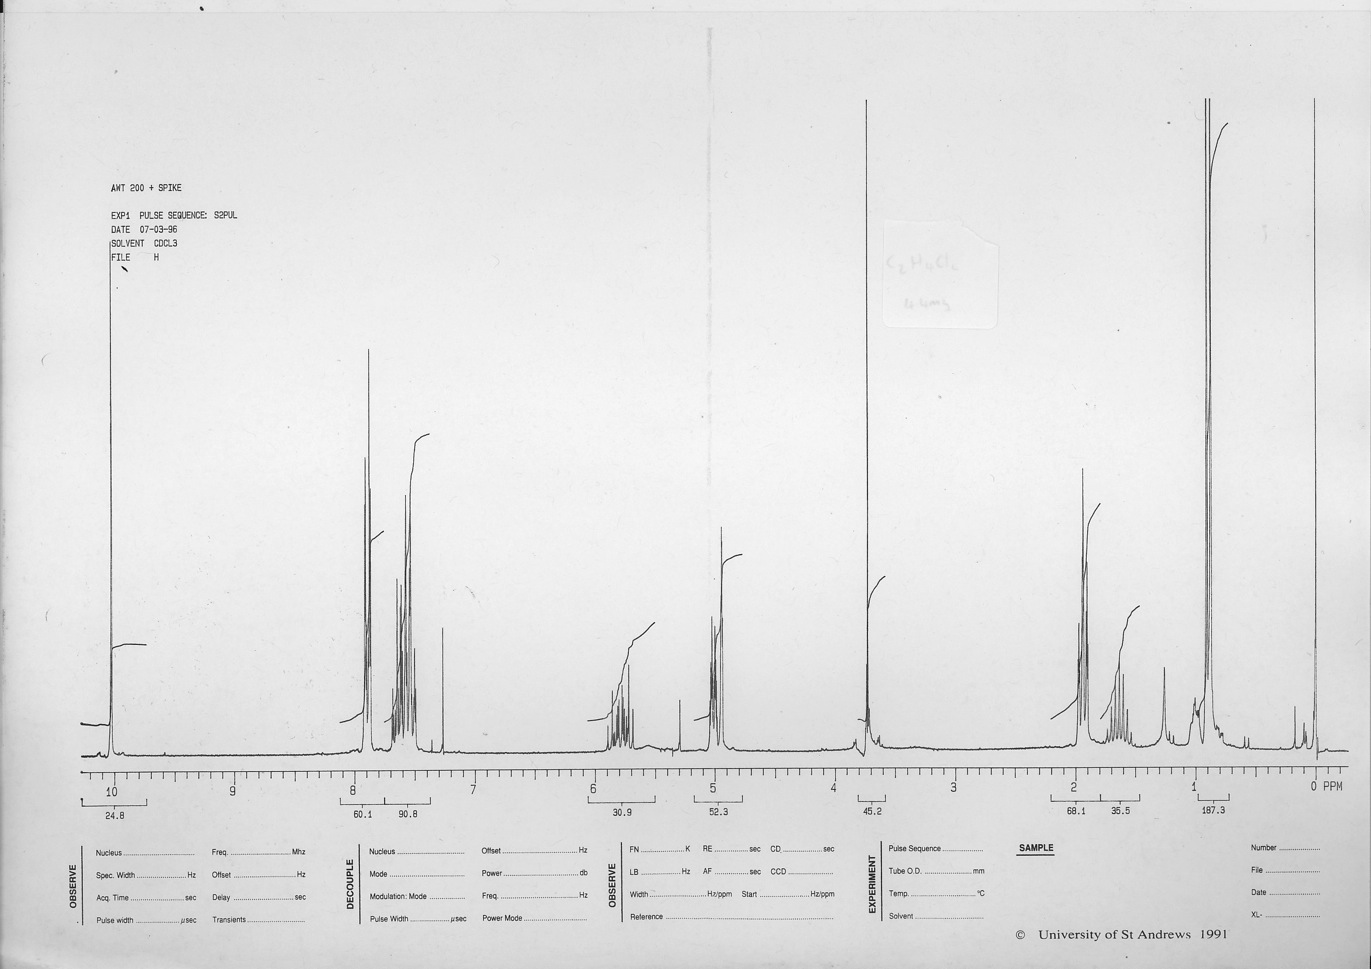 AWT 200 + SPIKE
EXP1 PULSE SEQUENCE: S2PUL
DATE 07-03-96
SOLVENT CDCL3
FILE H
C2H4Cl2
10 9 8 7 6 5 4 3 2 1 0 PPM
24.8 60.1 90.8 30.9 52.3 45.2 68.1 35.5 187.3
OBSERVE
Nucleus Freq. Mhz
Spec. Width Hz Offset Hz
Acq. Time sec Delay sec
Pulse width µsec Transients
DECOUPLE
Nucleus Offset Hz
Mode Power db
Modulation: Mode Freq. Hz
Pulse Width µsec Power Mode
OBSERVE
FN K RE sec CD sec
LB Hz AF sec CCD
Width Hz/ppm Start Hz/ppm
Reference
EXPERIMENT
Pulse Sequence
Tube O.D. mm
Temp. °C
Solvent
SAMPLE
Number
File
Date
XL-
© University of St Andrews 1991